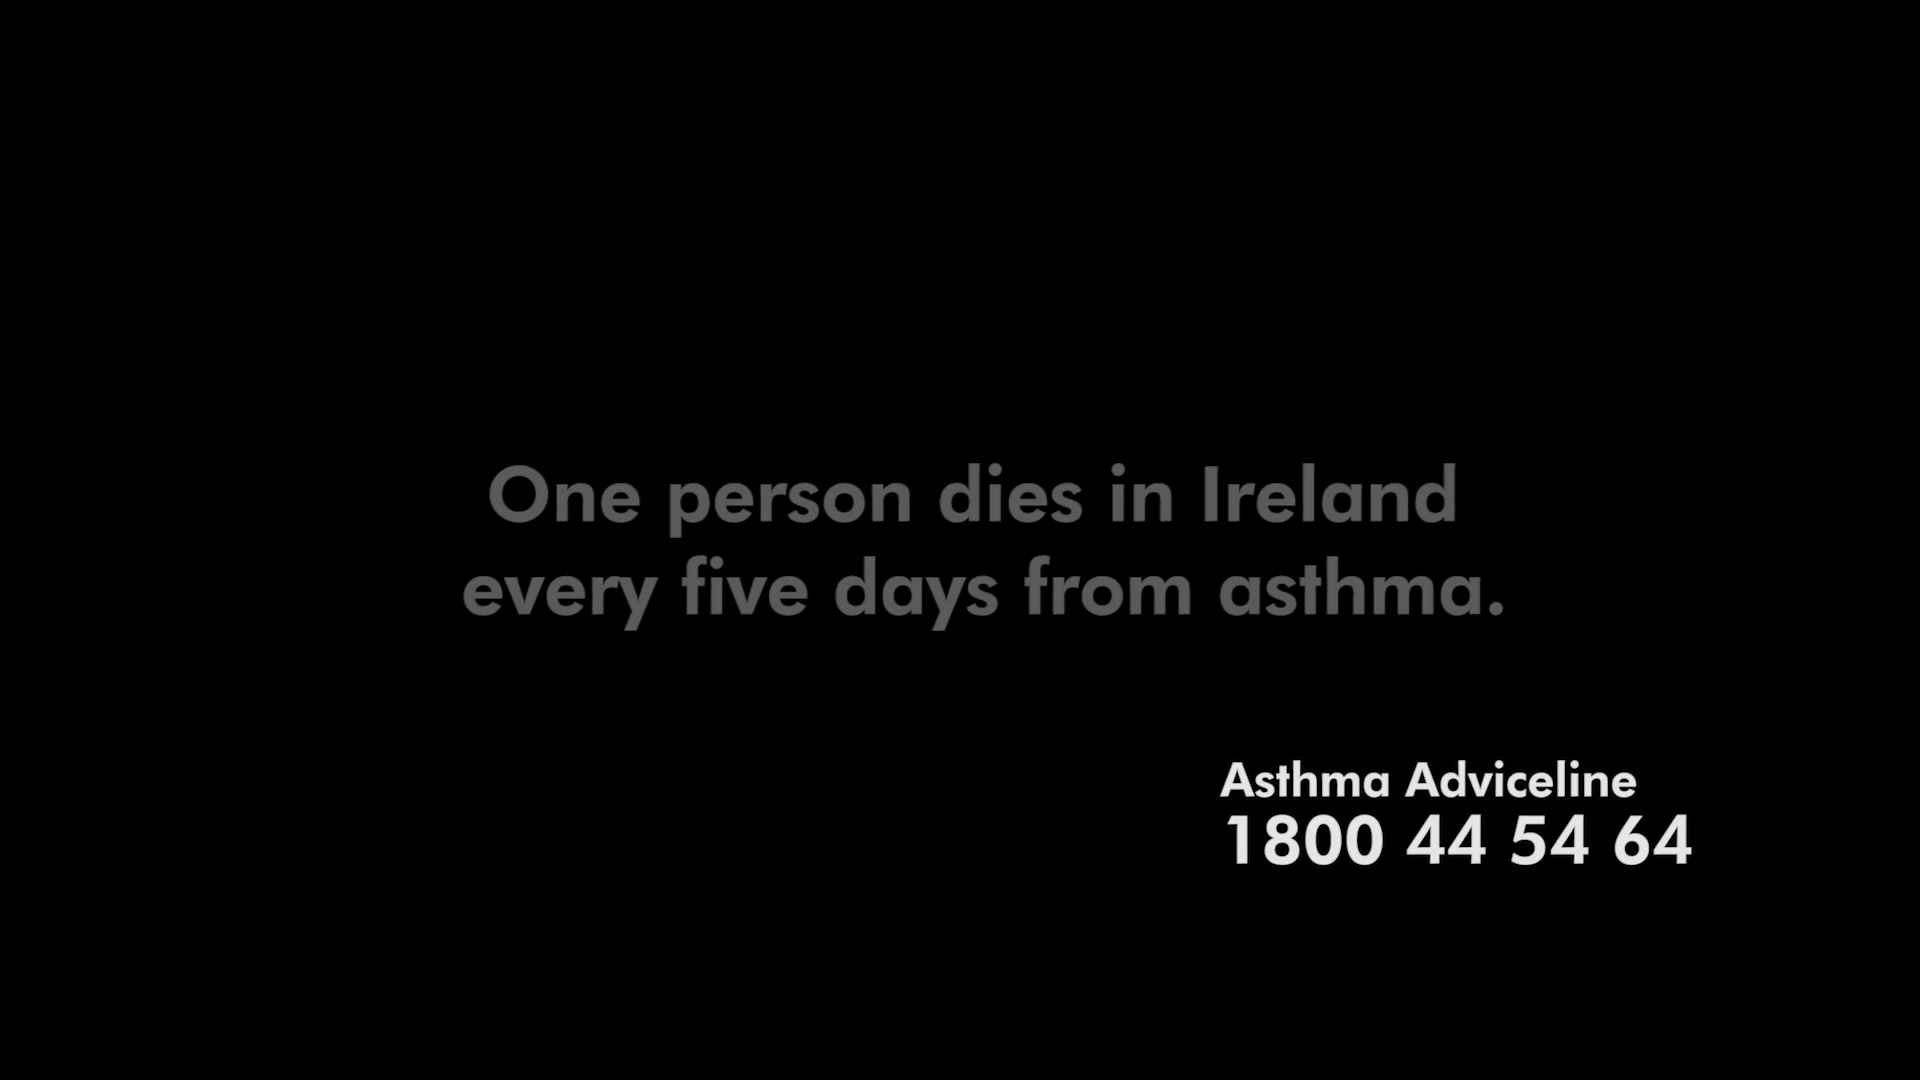 One person dies in Ireland
every five days from asthma.
Asthma Adviceline
1800 44 54 64